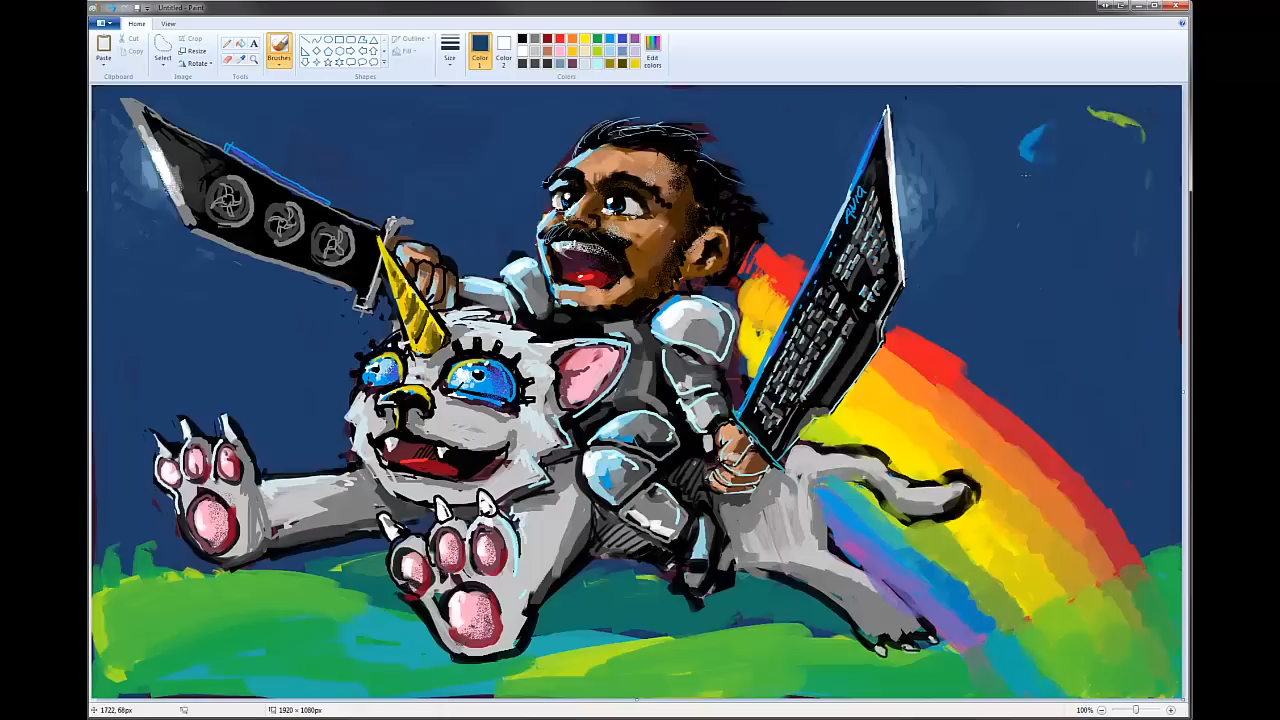 Untitled - Paint
Home View
Paste
Cut
Copy
Clipboard
Select
Crop
Resize
Rotate
Image
A
Tools
Brushes
Shapes
Outline
Fill
Size
Color 1
Color 2
Edit colors
Colors
AVIA
1722, 68px
1920 × 1080px
100%